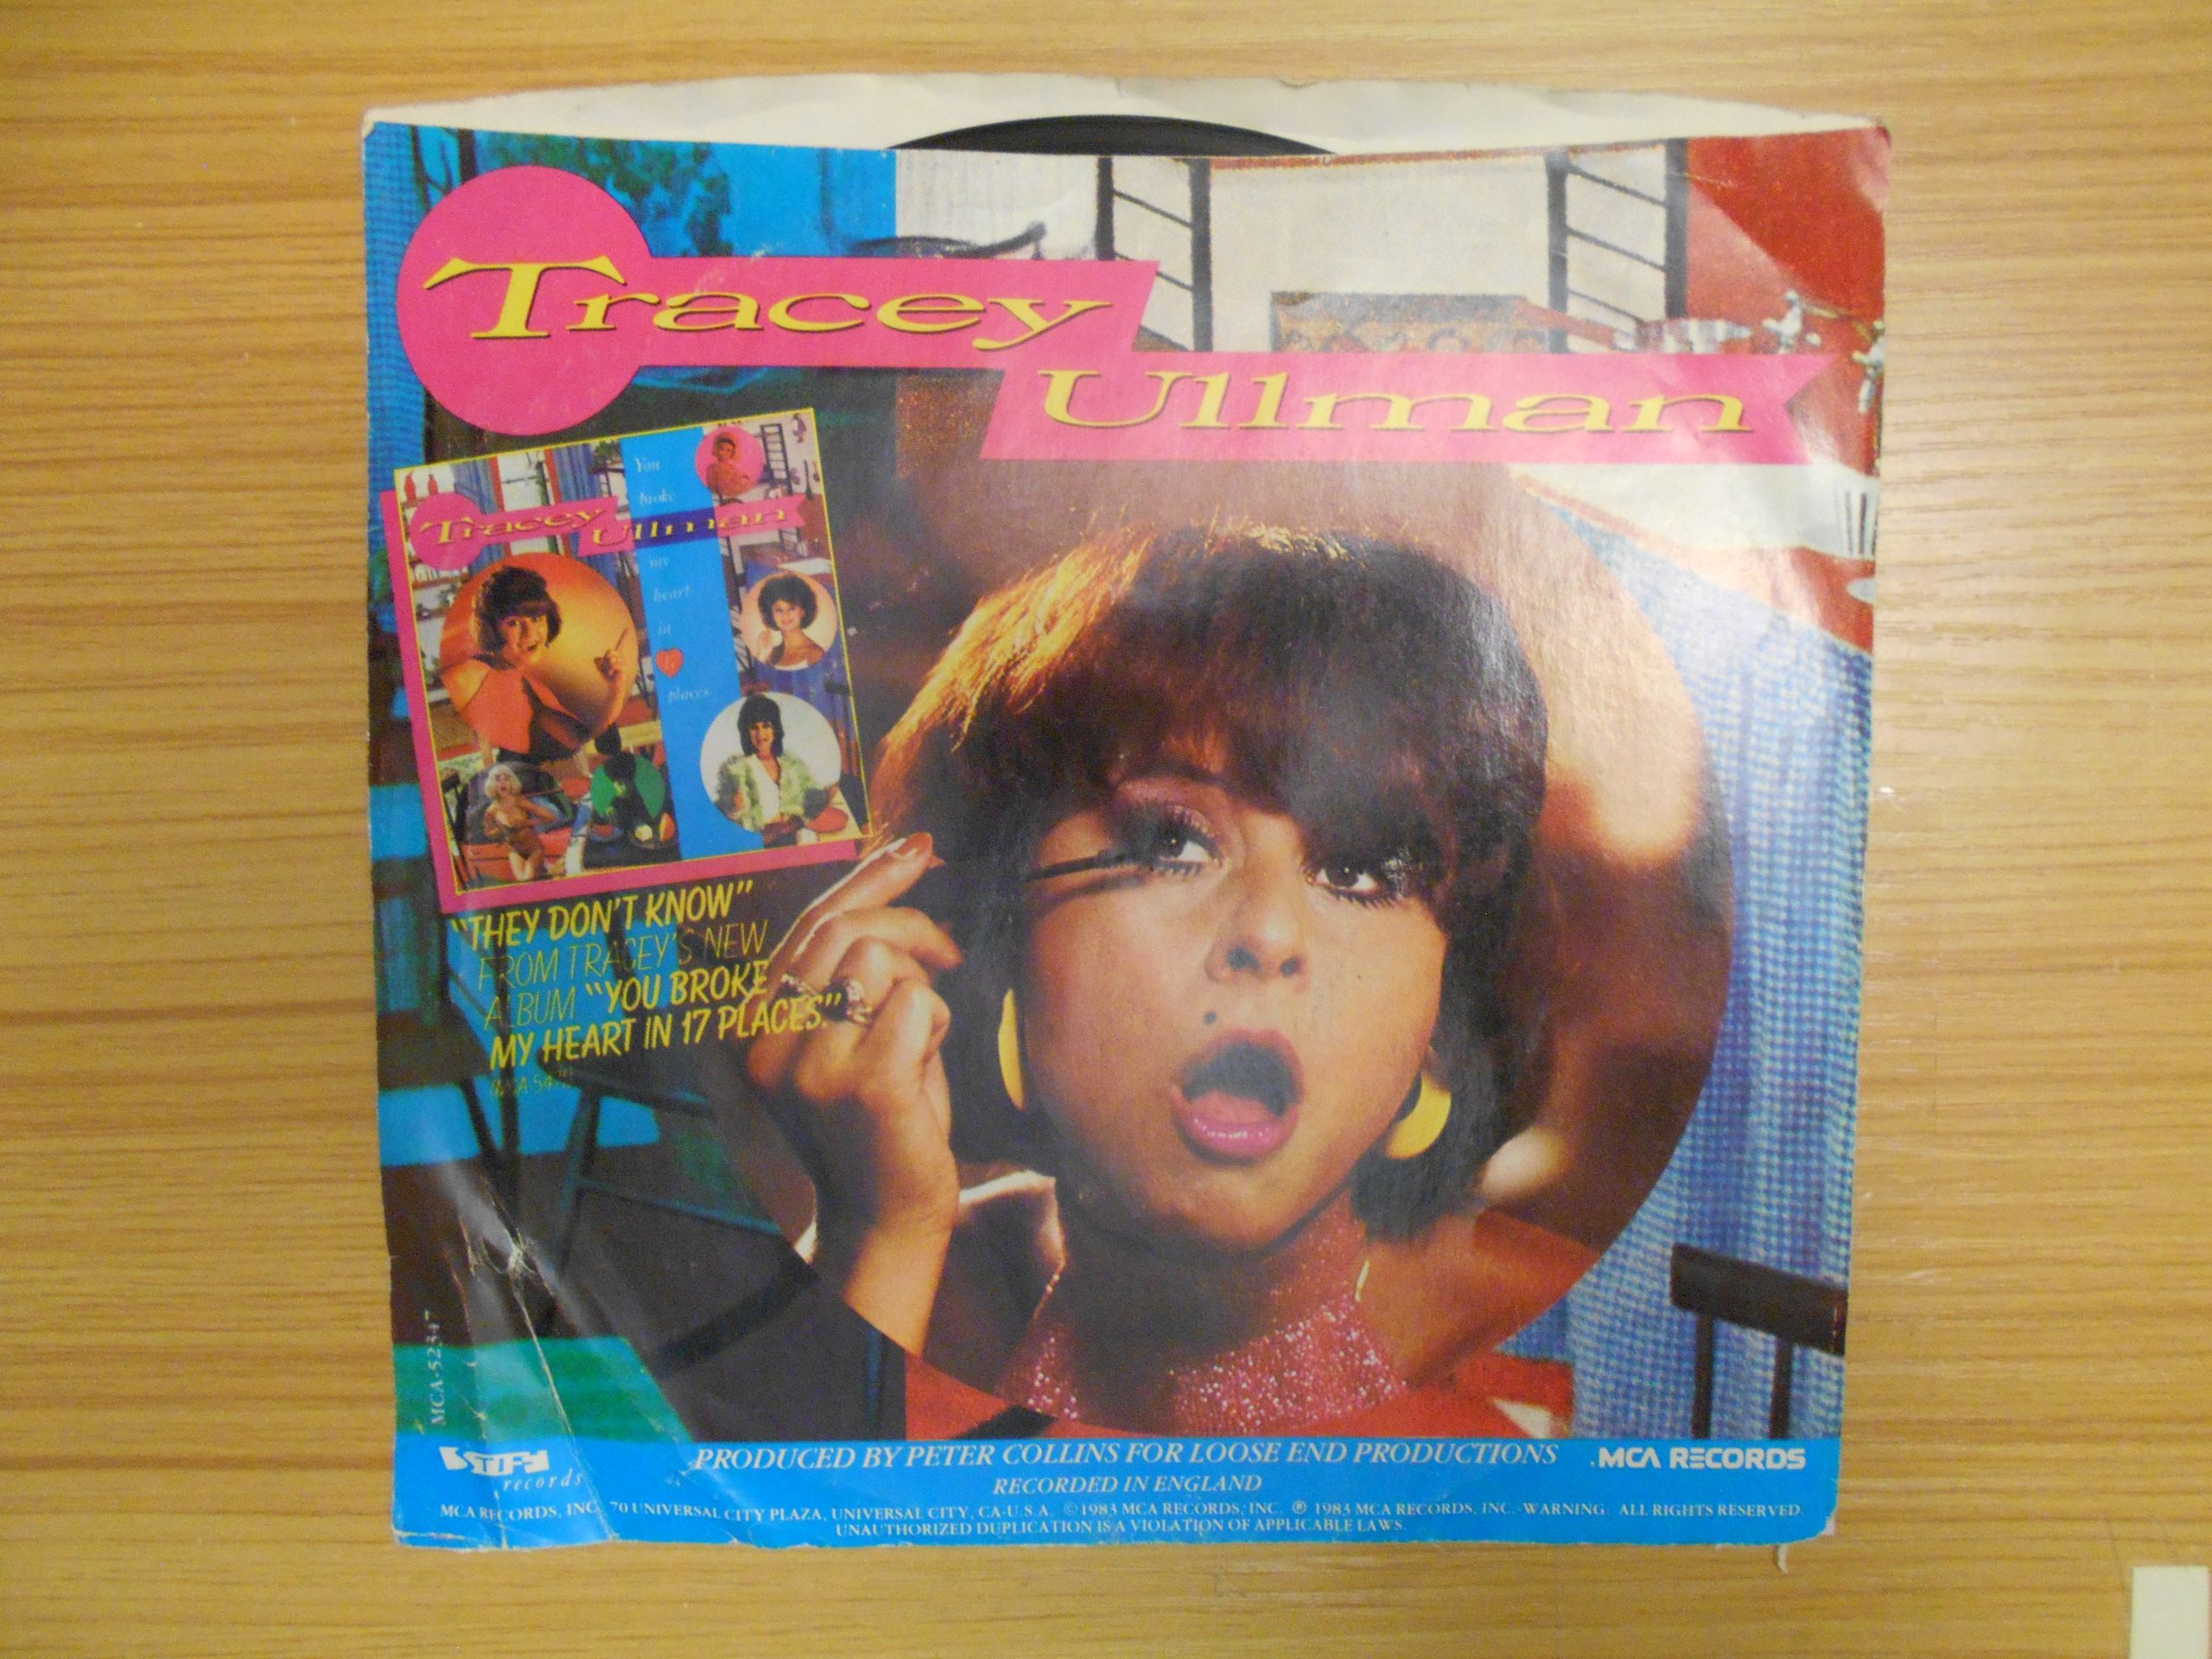 Tracey
Ullman
You
broke
Tracey Ullman
my
heart
in
17
places
"THEY DON'T KNOW"
FROM TRACEY'S NEW
ALBUM "YOU BROKE
MY HEART IN 17 PLACES."
MCA-52347
STIFF
records
PRODUCED BY PETER COLLINS FOR LOOSE END PRODUCTIONS
MCA RECORDS
RECORDED IN ENGLAND
MCA RECORDS, INC. 70 UNIVERSAL CITY PLAZA, UNIVERSAL CITY, CA-U.S.A. ©1983 MCA RECORDS, INC. ℗ 1983 MCA RECORDS, INC. WARNING: ALL RIGHTS RESERVED.
UNAUTHORIZED DUPLICATION IS A VIOLATION OF APPLICABLE LAWS.